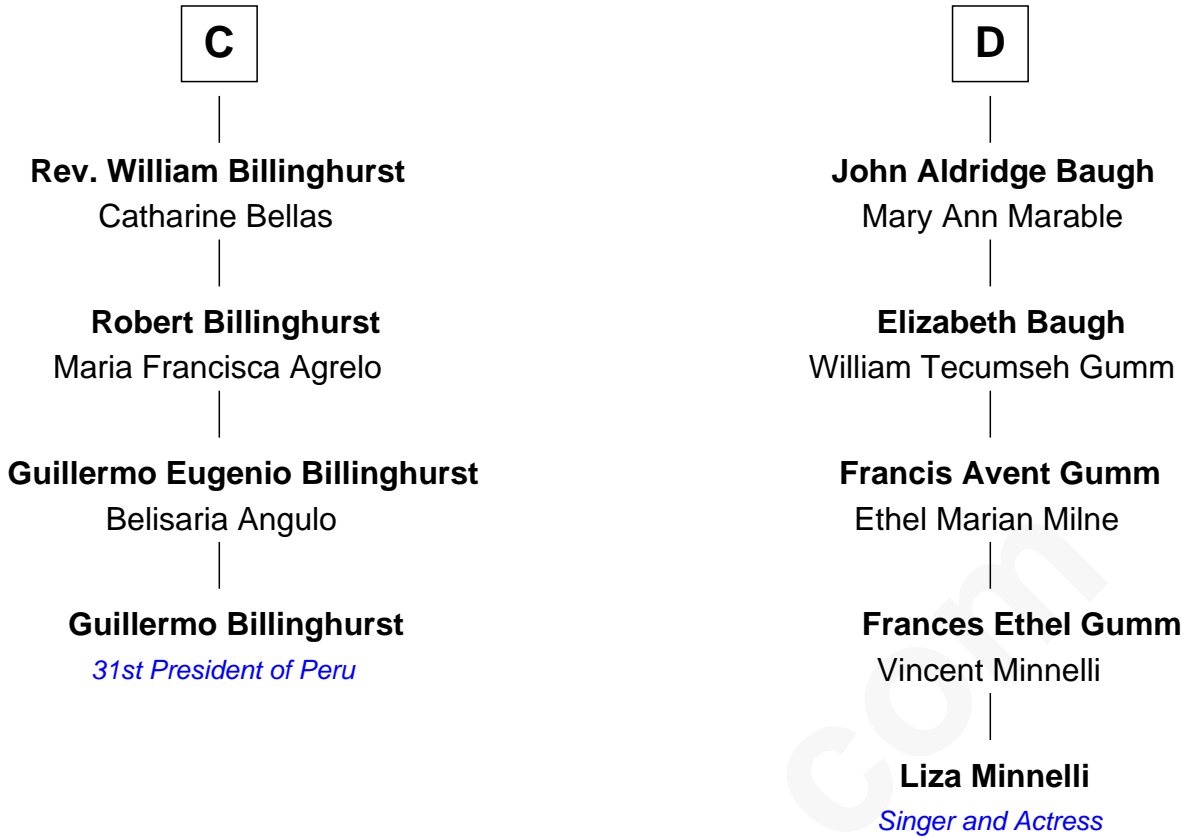 C
Rev. William Billinghurst
Catharine Bellas
Robert Billinghurst
Maria Francisca Agrelo
Guillermo Eugenio Billinghurst
Belisaria Angulo
Guillermo Billinghurst
31st President of Peru
D
John Aldridge Baugh
Mary Ann Marable
Elizabeth Baugh
William Tecumseh Gumm
Francis Avent Gumm
Ethel Marian Milne
Frances Ethel Gumm
Vincent Minnelli
Liza Minnelli
Singer and Actress
com